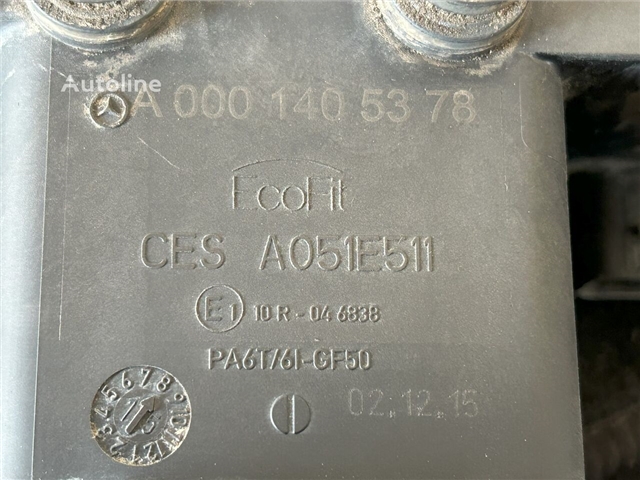 Autoline
A 000 140 53 78
EcoFit
CES A051E511
E1 10 R - 04 6838
PA6T/6I-GF50
02.12.15